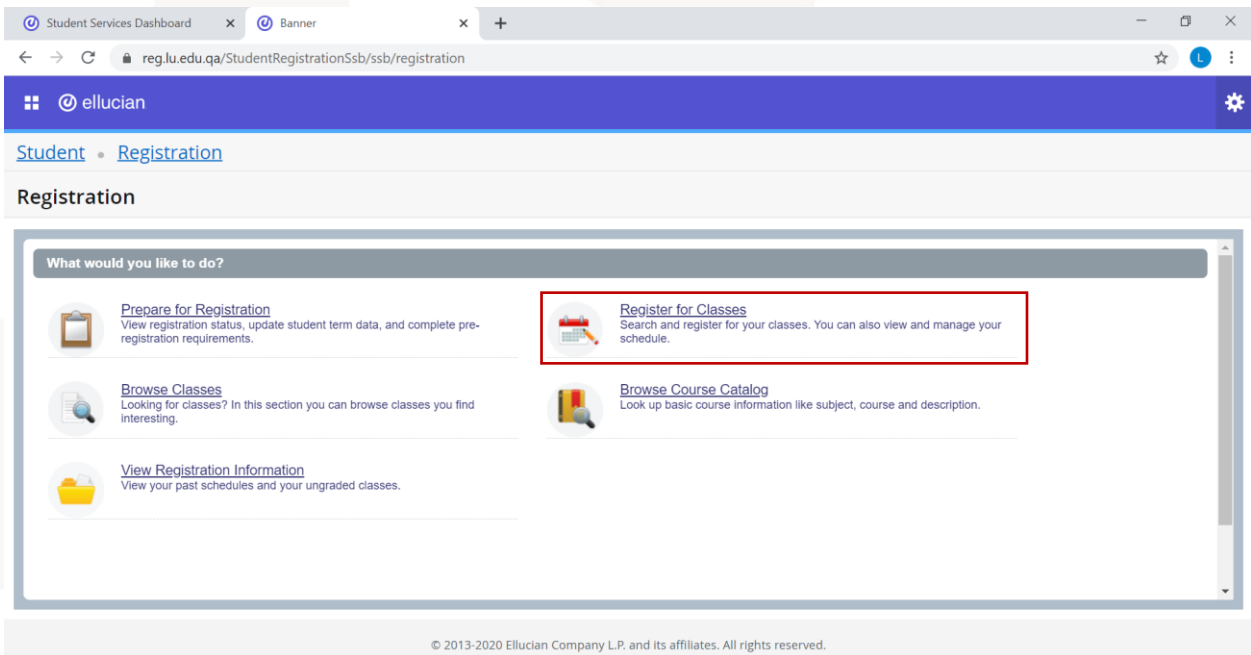 Student Services Dashboard
Banner
reg.lu.edu.qa/StudentRegistrationSsb/ssb/registration
L
ellucian
Student • Registration
Registration
What would you like to do?
Prepare for Registration
View registration status, update student term data, and complete pre-
registration requirements.
Register for Classes
Search and register for your classes. You can also view and manage your
schedule.
Browse Classes
Looking for classes? In this section you can browse classes you find
interesting.
Browse Course Catalog
Look up basic course information like subject, course and description.
View Registration Information
View your past schedules and your ungraded classes.
© 2013-2020 Ellucian Company L.P. and its affiliates. All rights reserved.